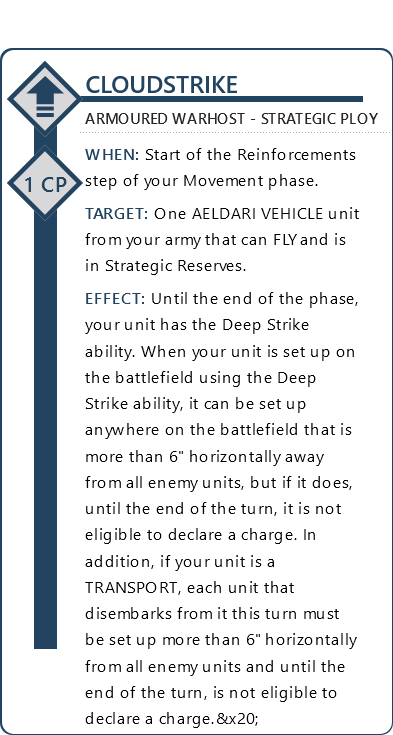 CLOUDSTRIKE
ARMOURED WARHOST - STRATEGIC PLOY
1 CP
WHEN: Start of the Reinforcements
step of your Movement phase.
TARGET: One AELDARI VEHICLE unit
from your army that can FLY and is
in Strategic Reserves.
EFFECT: Until the end of the phase,
your unit has the Deep Strike
ability. When your unit is set up on
the battlefield using the Deep
Strike ability, it can be set up
anywhere on the battlefield that is
more than 6" horizontally away
from all enemy units, but if it does,
until the end of the turn, it is not
eligible to declare a charge. In
addition, if your unit is a
TRANSPORT, each unit that
disembarks from it this turn must
be set up more than 6" horizontally
from all enemy units and until the
end of the turn, is not eligible to
declare a charge.&x20;